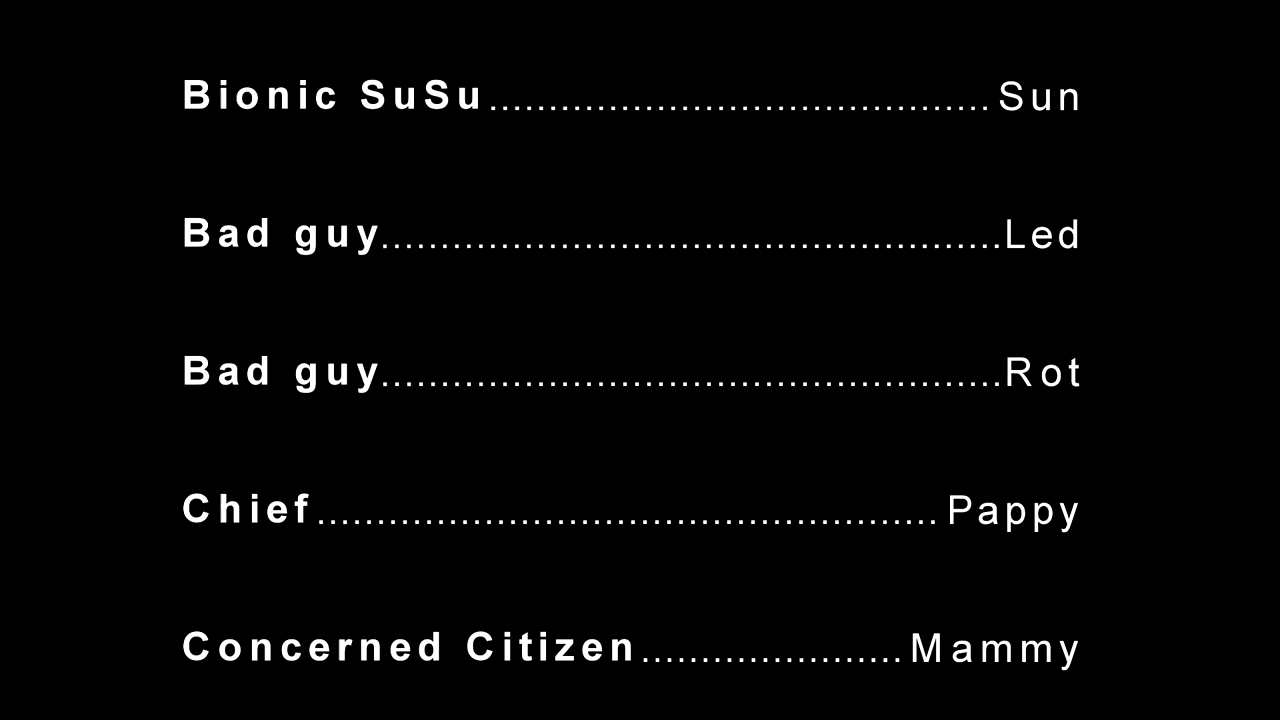 Bionic SuSu.......................................... Sun
Bad guy....................................................Led
Bad guy....................................................Rot
Chief.................................................... Pappy
Concerned Citizen...................... Mammy